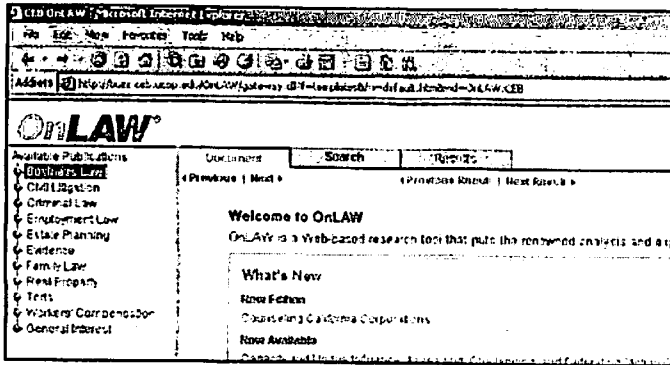 CEB OnLAW - Microsoft Internet Explorer
File Edit View Favorites Tools Help
Address
OnLAW®
Available Publications
Business Law
Civil Litigation
Criminal Law
Employment Law
Estate Planning
Evidence
Family Law
Real Property
Torts
Workers' Compensation
General Interest
Document Search Results
Previous | Next Previous Result | Next Result
Welcome to OnLAW
OnLAW is a Web-based research tool that puts the renowned analysis and
What's New
New Edition
Counseling California Corporations
Now Available